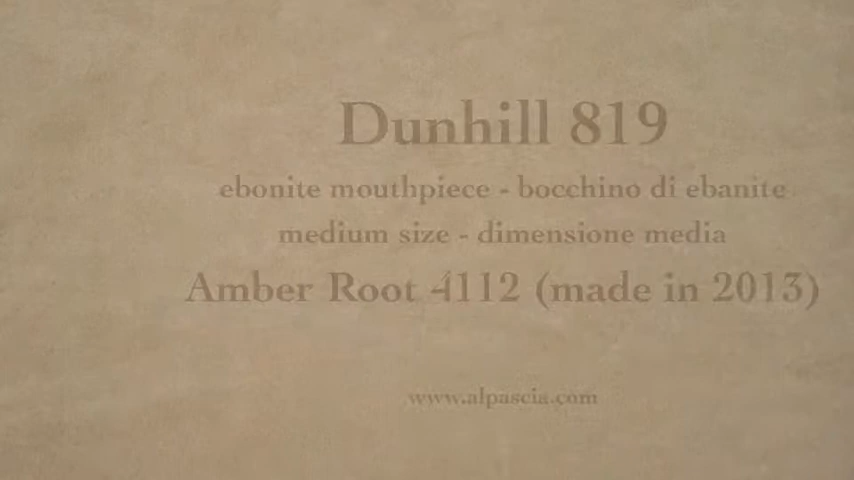 Dunhill 819
ebonite mouthpiece - bocchino di ebanite
medium size - dimensione media
Amber Root 4112 (made in 2013)
www.alpascia.com